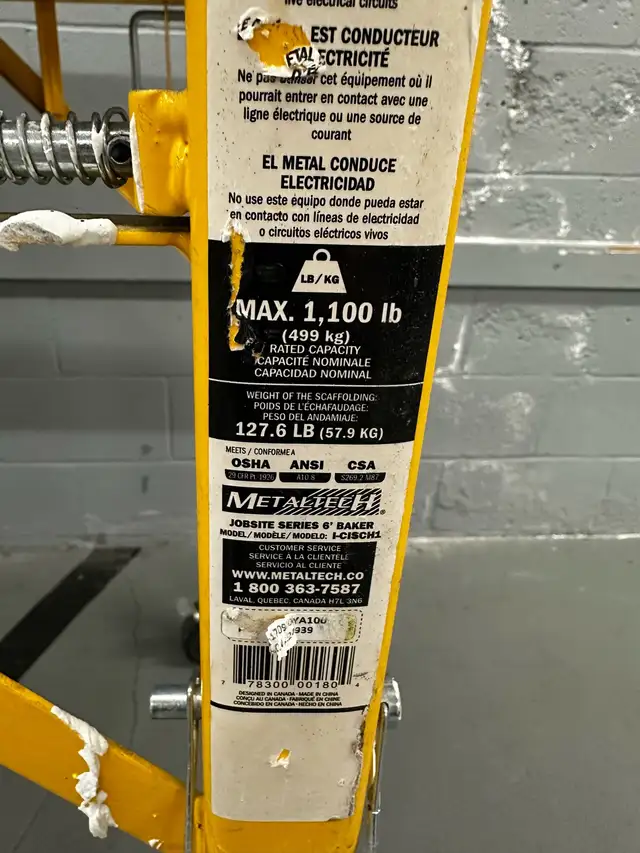 live electrical circuits
EST CONDUCTEUR
Ne pas utiliser cet équipement où il
pourrait entrer en contact avec une
ligne électrique ou une source de
courant
EL METAL CONDUCE
ELECTRICIDAD
No use este équipo donde pueda estar
en contacto con líneas de electricidad
o circuitos eléctricos vivos
LB/KG
MAX. 1,100 lb
(499 kg)
RATED CAPACITY
CAPACITÉ NOMINALE
CAPACIDAD NOMINAL
WEIGHT OF THE SCAFFOLDING:
POIDS DE L'ÉCHAFAUDAGE:
PESO DEL ANDAMIAJE:
127.6 LB (57.9 KG)
MEETS / CONFORME A
OSHA ANSI CSA
29 CFR Pt. 1926 A10.8 S269.2 M87
METALTECH®
JOBSITE SERIES 6' BAKER
MODEL/MODÈLE/MODELO: I-CISCH1
CUSTOMER SERVICE
SERVICE A LA CLIENTELE
SERVICIO AL CLIENTE
WWW.METALTECH.CO
1 800 363-7587
LAVAL, QUEBEC, CANADA H7L 3N6
7 78300 00180 4
DESIGNED IN CANADA - MADE IN CHINA
CONÇU AU CANADA - FABRIQUÉ EN CHINE
CONCEBIDO EN CANADA - HECHO EN CHINA